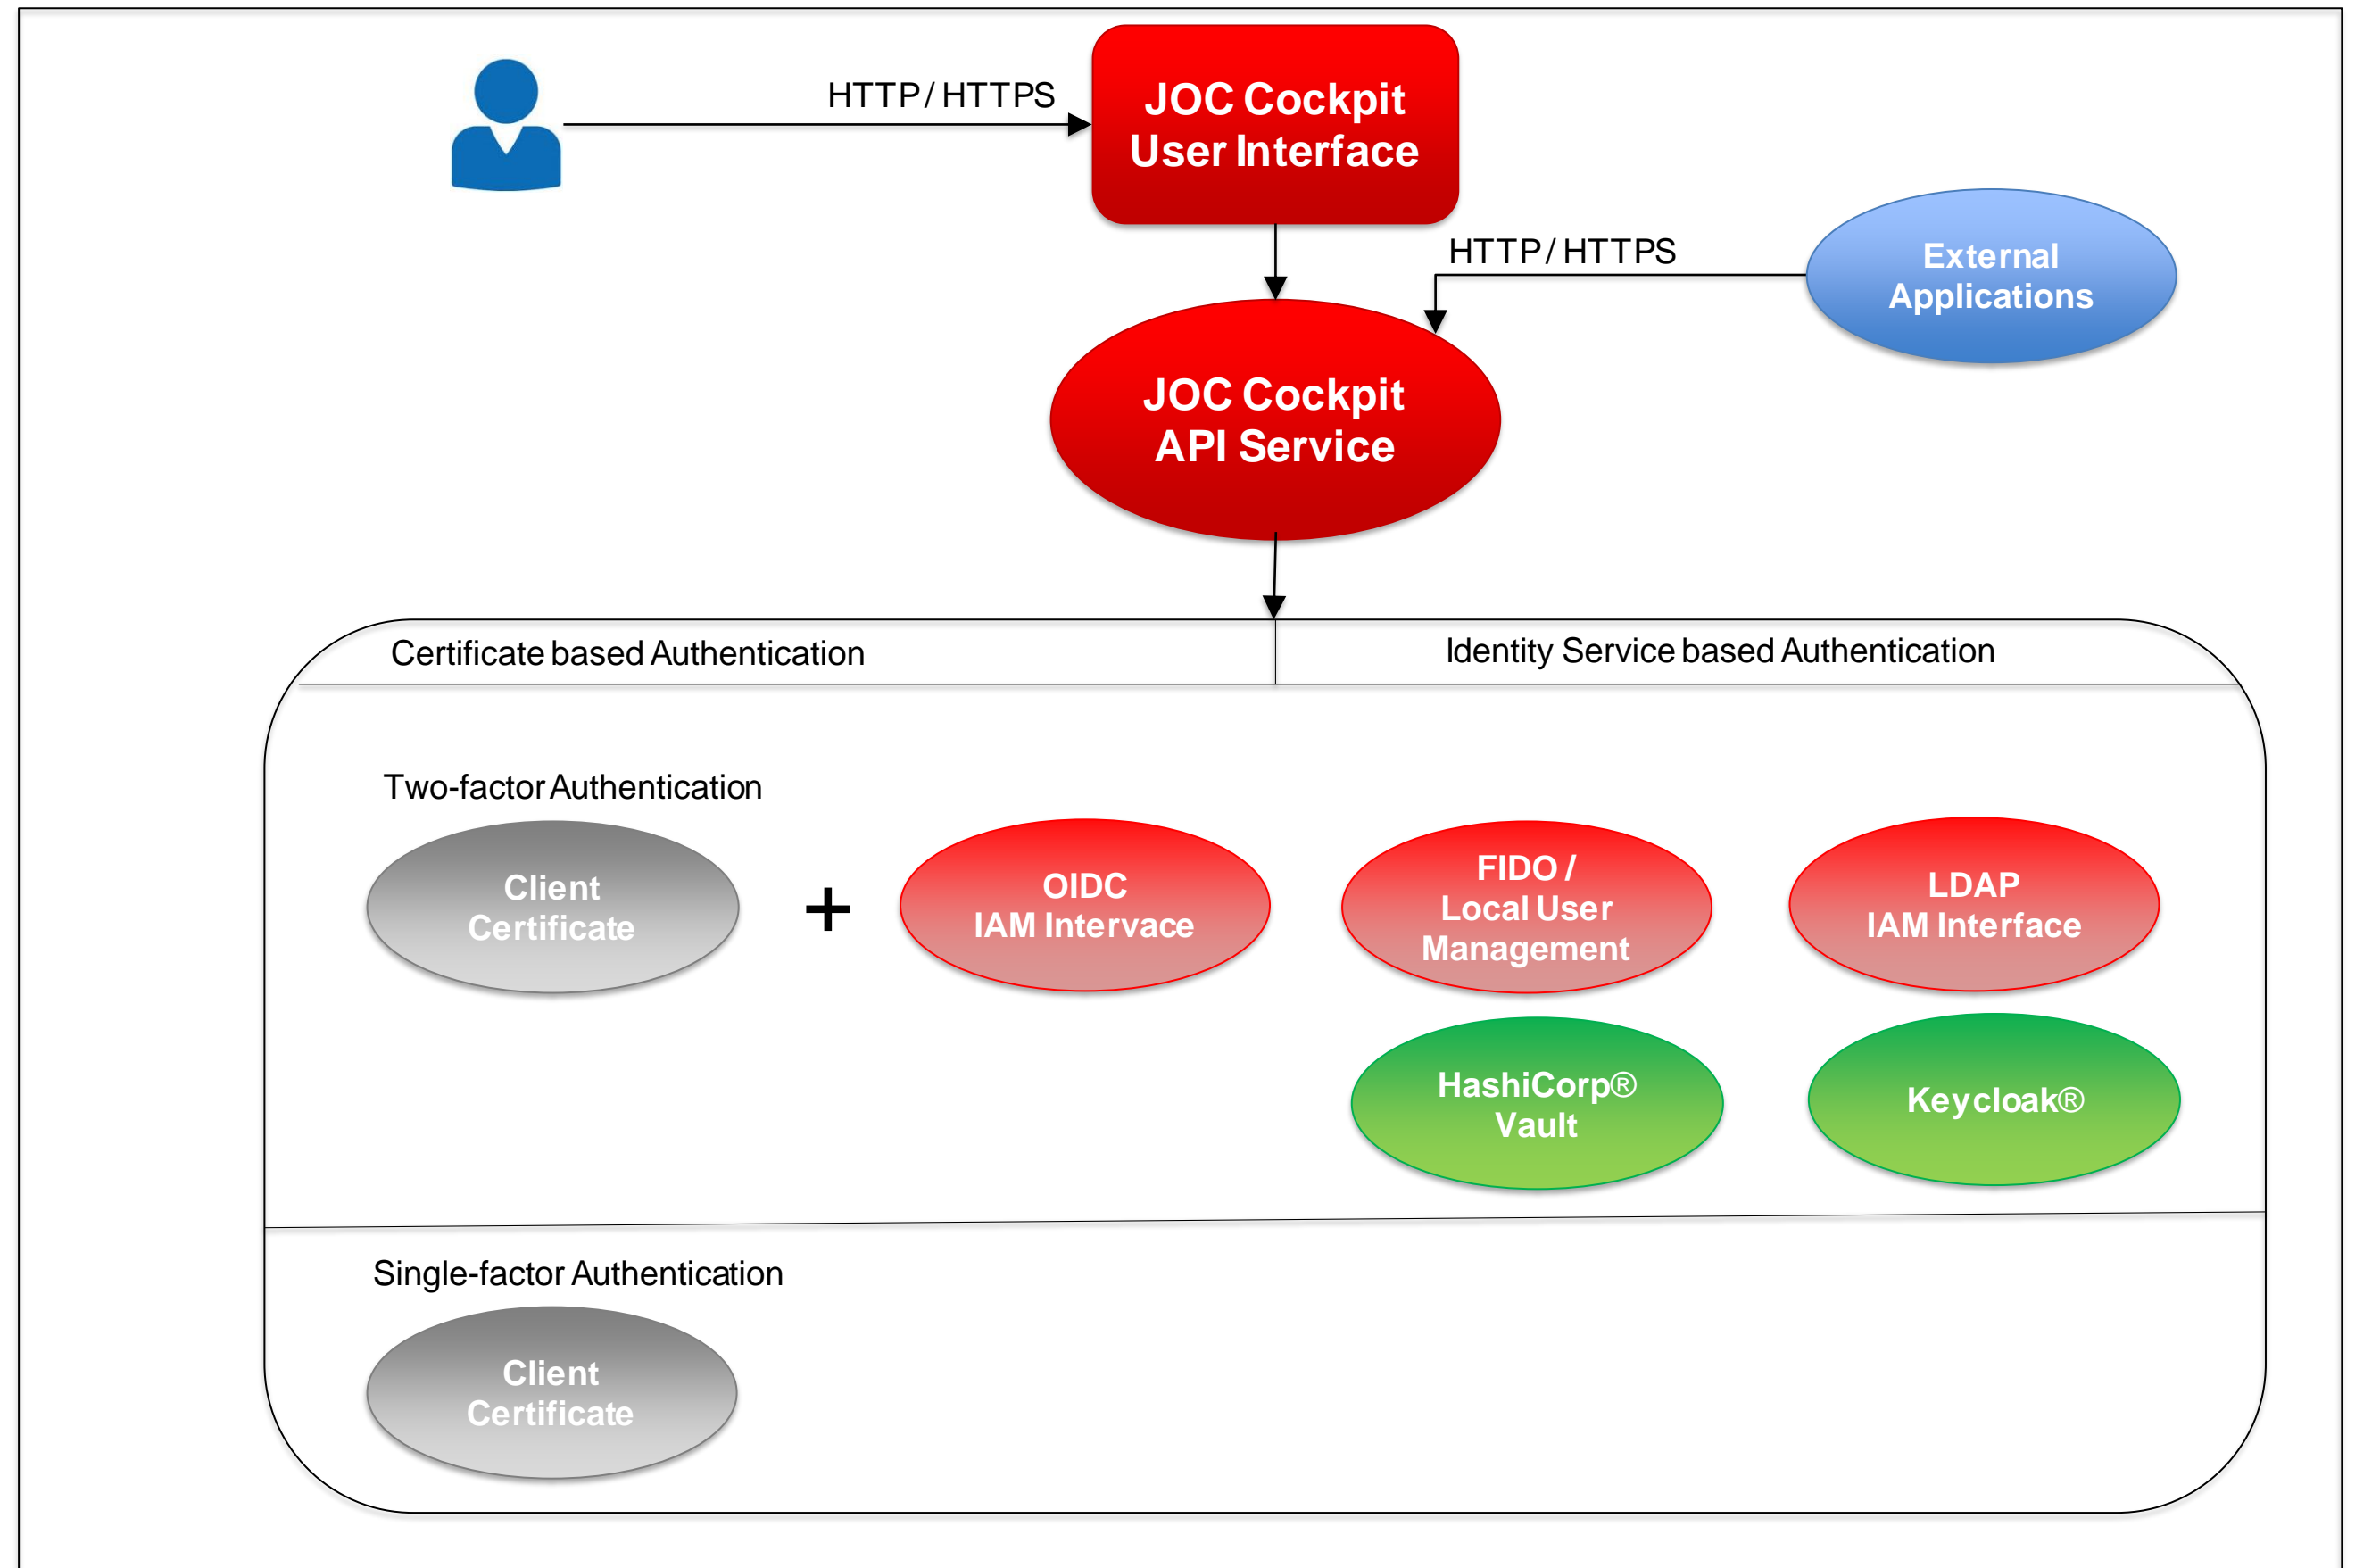 HTTP / HTTPS
JOC Cockpit
User Interface
HTTP / HTTPS
External
Applications
JOC Cockpit
API Service
Certificate based Authentication
Identity Service based Authentication
Two-factor Authentication
Client
Certificate
+
OIDC
IAM Intervace
FIDO /
Local User
Management
LDAP
IAM Interface
HashiCorp®
Vault
Keycloak®
Single-factor Authentication
Client
Certificate